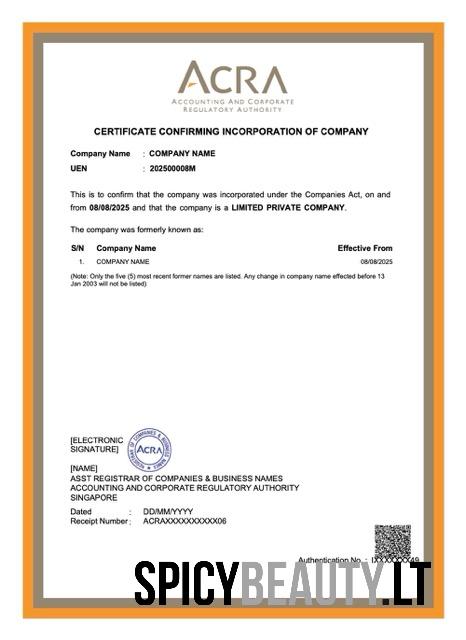 ACRA
ACCOUNTING AND CORPORATE
REGULATORY AUTHORITY
CERTIFICATE CONFIRMING INCORPORATION OF COMPANY
Company Name : COMPANY NAME
UEN : 202500008M
This is to confirm that the company was incorporated under the Companies Act, on and
from 08/08/2025 and that the company is a LIMITED PRIVATE COMPANY.
The company was formerly known as:
S/N Company Name Effective From
1. COMPANY NAME 08/08/2025
(Note: Only the five (5) most recent former names are listed. Any change in company name effected before 13
Jan 2003 will not be listed)
[ELECTRONIC
SIGNATURE]
REGISTRAR OF COMPANIES & BUSINESS NAMES
ACRA
[NAME]
ASST REGISTRAR OF COMPANIES & BUSINESS NAMES
ACCOUNTING AND CORPORATE REGULATORY AUTHORITY
SINGAPORE
Dated : DD/MM/YYYY
Receipt Number : ACRAXXXXXXXXXX06
Authentication No. :
SPICYBEAUTY.LT